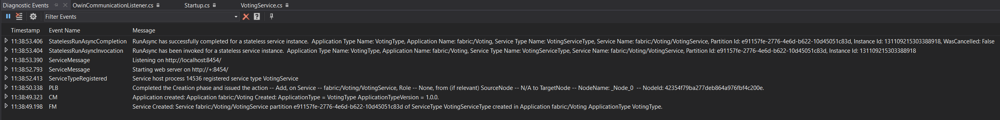 Diagnostic Events OwinCommunicationListener.cs Startup.cs VotingService.cs
Filter Events
Timestamp Event Name Message
11:38:53.406 StatelessRunAsyncCompletion RunAsync has successfully completed for a stateless service instance.  Application Type Name: VotingType, Application Name: fabric:/Voting, Service Type Name: VotingServiceType, Service Name: fabric:/Voting/VotingService, Partition Id: e91157fe-2776-4e6d-b622-10d45051c83d, Instance Id: 131109215303388918, WasCancelled: False
11:38:53.404 StatelessRunAsyncInvocation RunAsync has been invoked for a stateless service instance.  Application Type Name: VotingType, Application Name: fabric:/Voting, Service Type Name: VotingServiceType, Service Name: fabric:/Voting/VotingService, Partition Id: e91157fe-2776-4e6d-b622-10d45051c83d, Instance Id: 131109215303388918
11:38:53.390 ServiceMessage Listening on http://localhost:8454/
11:38:52.793 ServiceMessage Starting web server on http://+:8454/
11:38:52.413 ServiceTypeRegistered Service host process 14536 registered service type VotingService
11:38:50.338 PLB Completed the Creation phase and issued the action -- Add, on Service -- fabric:/Voting/VotingService, Role -- None, from (if relevant) SourceNode -- N/A to TargetNode -- NodeName: _Node_0  -- NodeId: 42354f79ba277deb864a976fbf4c200e.
11:38:49.323 CM Application created: Application fabric:/Voting Created: ApplicationType = VotingType ApplicationTypeVersion = 1.0.0.
11:38:49.198 FM Service Created: Service fabric:/Voting/VotingService partition e91157fe-2776-4e6d-b622-10d45051c83d of ServiceType VotingServiceType created in Application fabric:/Voting ApplicationType VotingType.